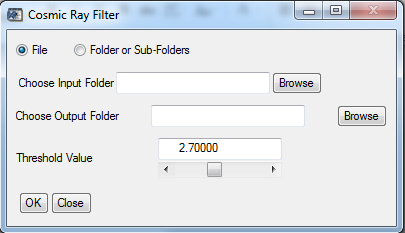 Cosmic Ray Filter
File Folder or Sub-Folders
Choose Input Folder Browse
Choose Output Folder Browse
2.70000
Threshold Value
OK Close